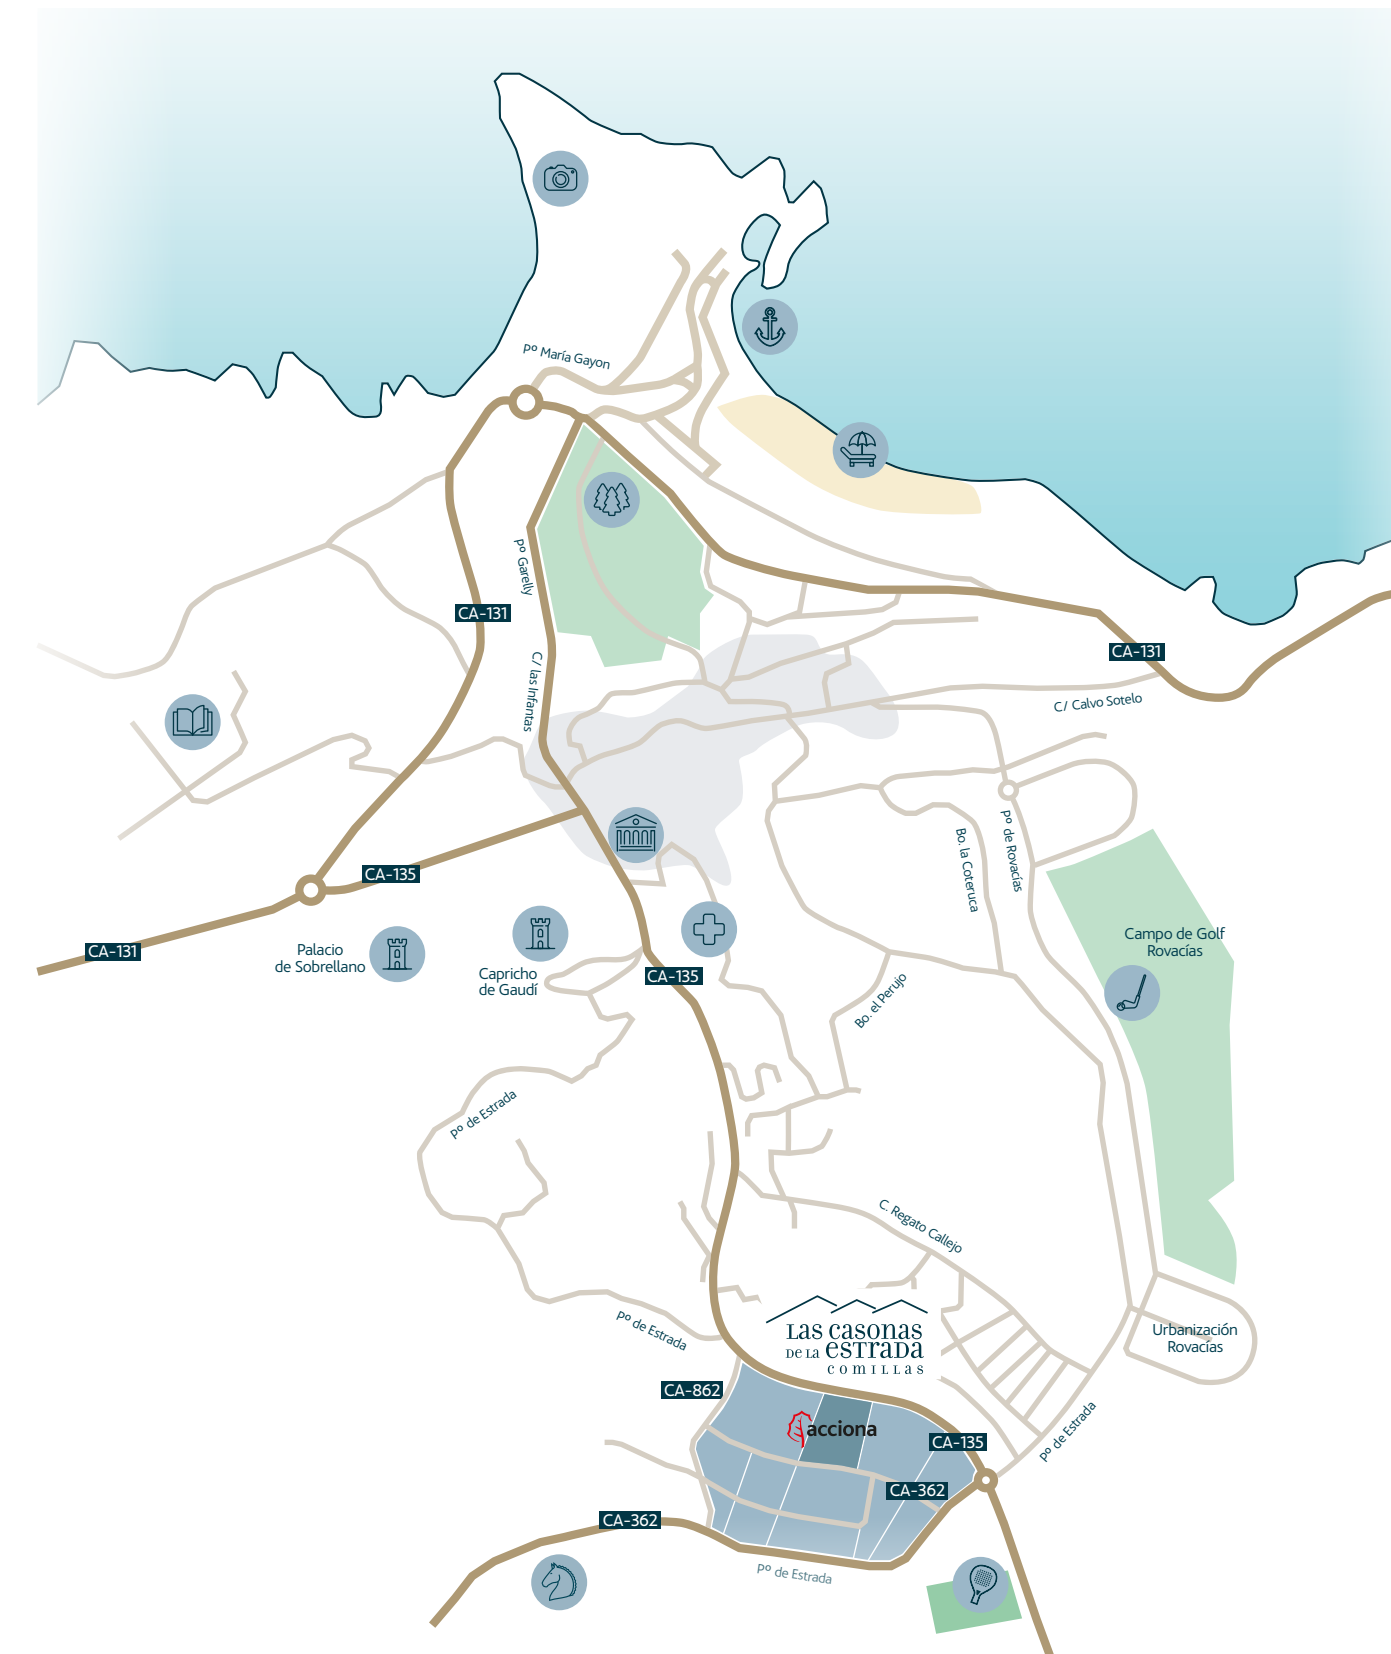 Pº María Gayon
Pº Garelly
CA-131
C/ las Infantas
CA-131
C/ Calvo Sotelo
Pº de Rovacías
Bo. la Coteruca
CA-135
Campo de Golf
Rovacías
CA-131
Palacio
de Sobrellano
Capricho
de Gaudí
CA-135
Bo. el Perujo
Pº de Estrada
C. Regato Callejo
Pº de Estrada
LAS CASONAS
DE LA ESTRADA
COMILLAS
Urbanización
Rovacías
CA-862
acciona
CA-135
Pº de Estrada
CA-362
CA-362
Pº de Estrada